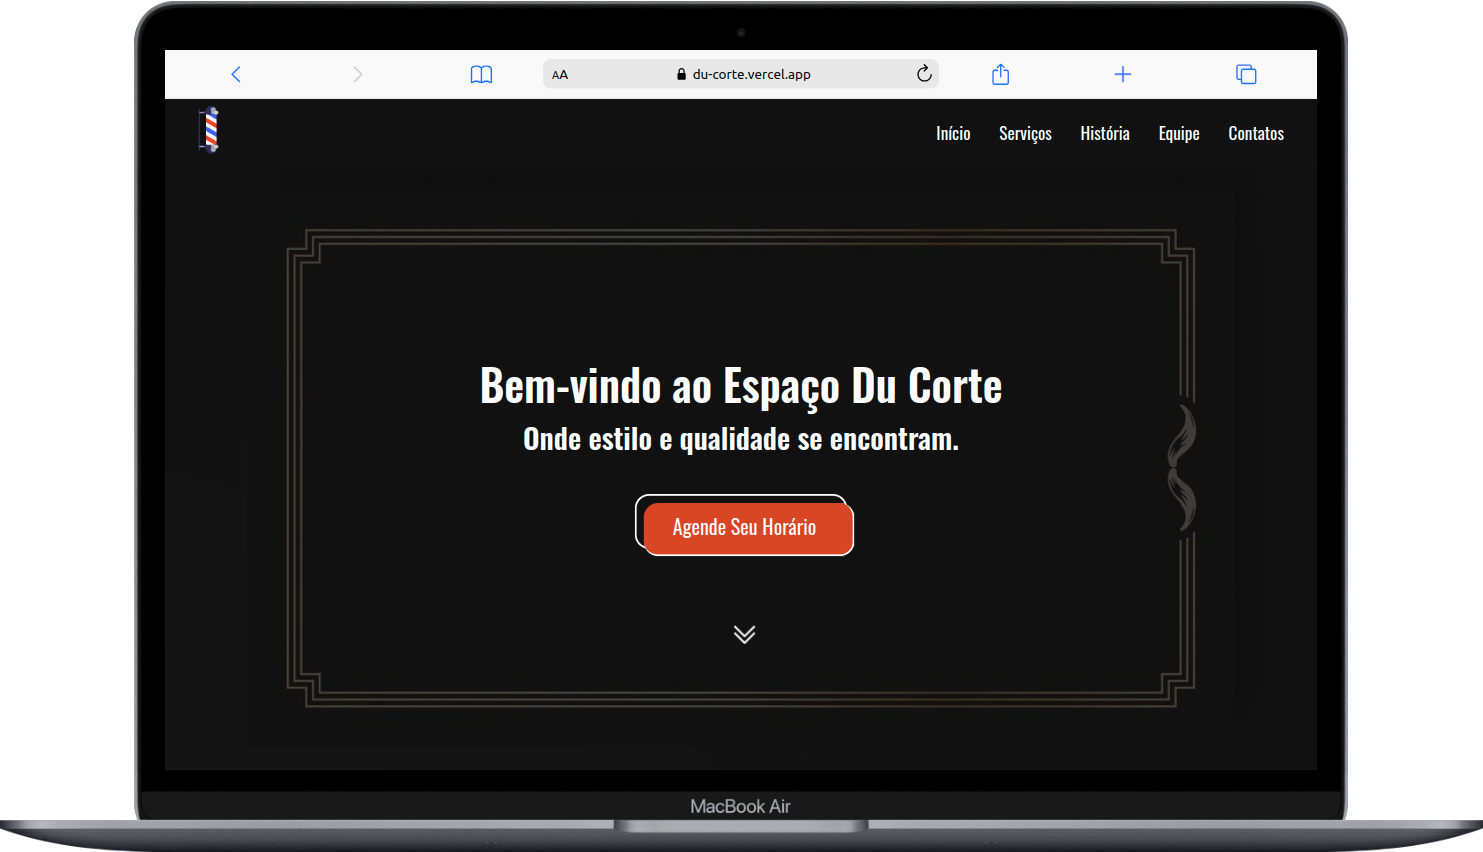 AA
du-corte.vercel.app
Início Serviços História Equipe Contatos
Bem-vindo ao Espaço Du Corte
Onde estilo e qualidade se encontram.
Agende Seu Horário
MacBook Air